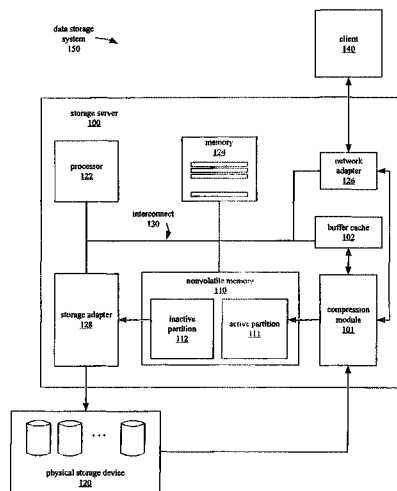 data storage
system
150
client
140
storage server
100
processor
122
memory
124
network
adapter
126
interconnect
130
buffer cache
102
nonvolatile memory
110
storage adapter
128
inactive
partition
112
active partition
111
compression
module
101
...
physical storage device
120